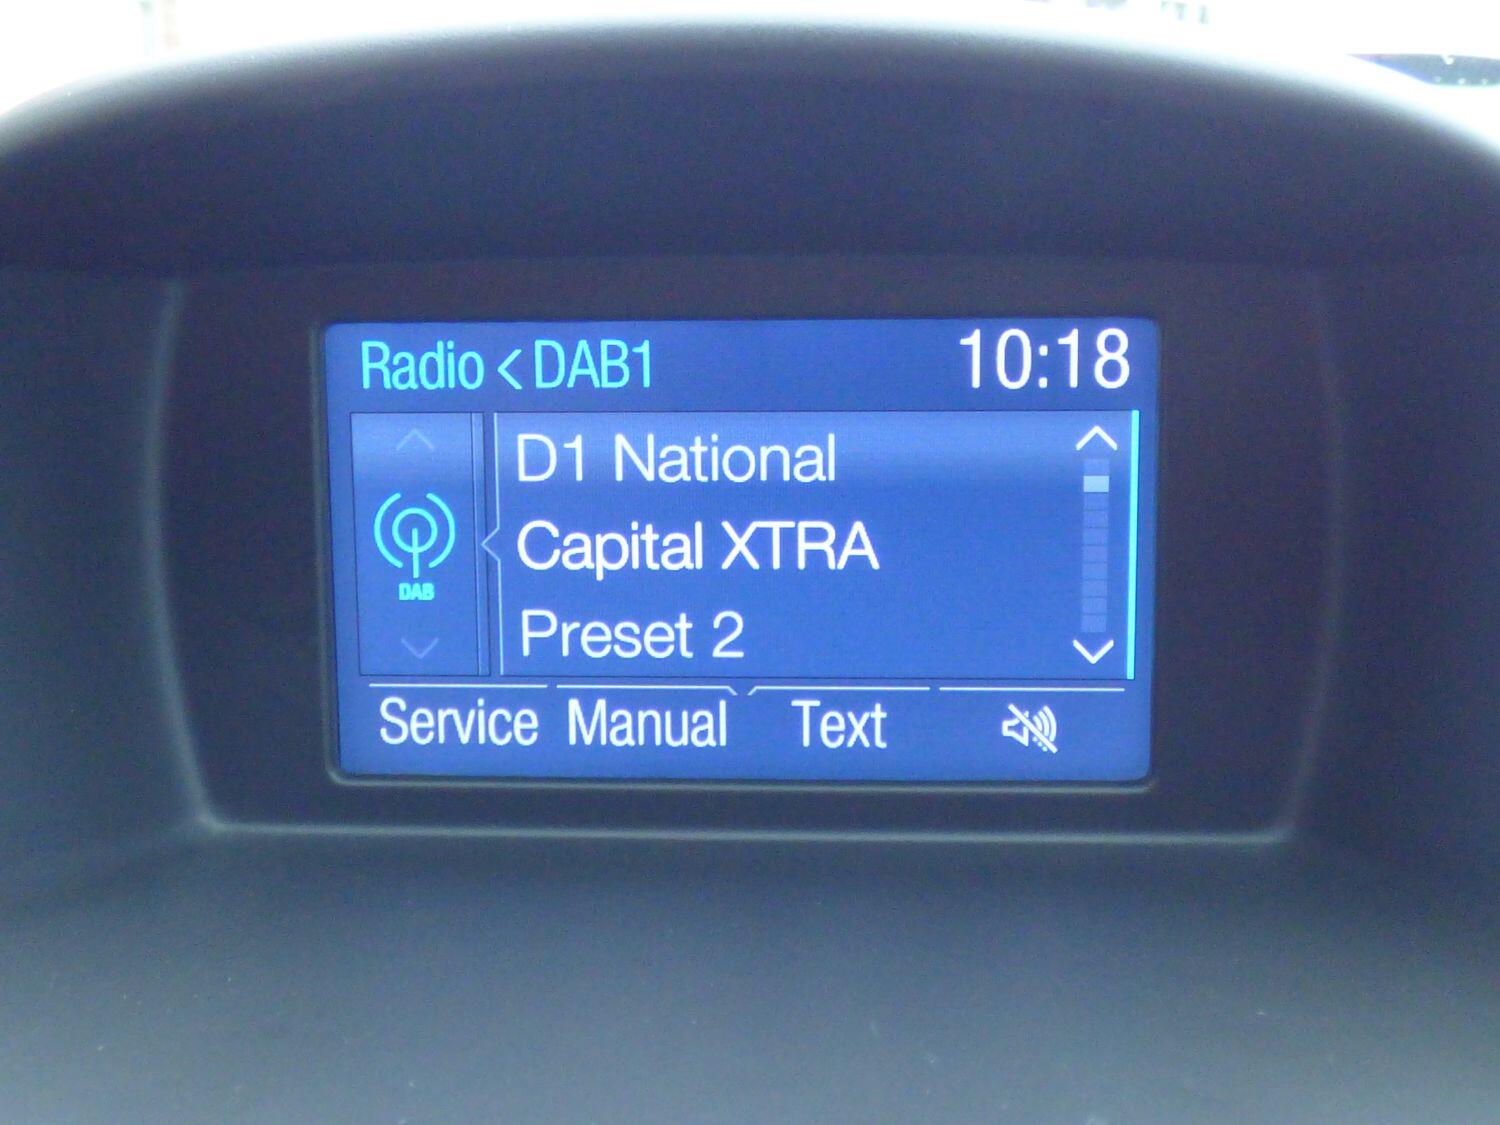 Radio < DAB1 10:18
D1 National
Capital XTRA
DAB
Preset 2
Service Manual Text